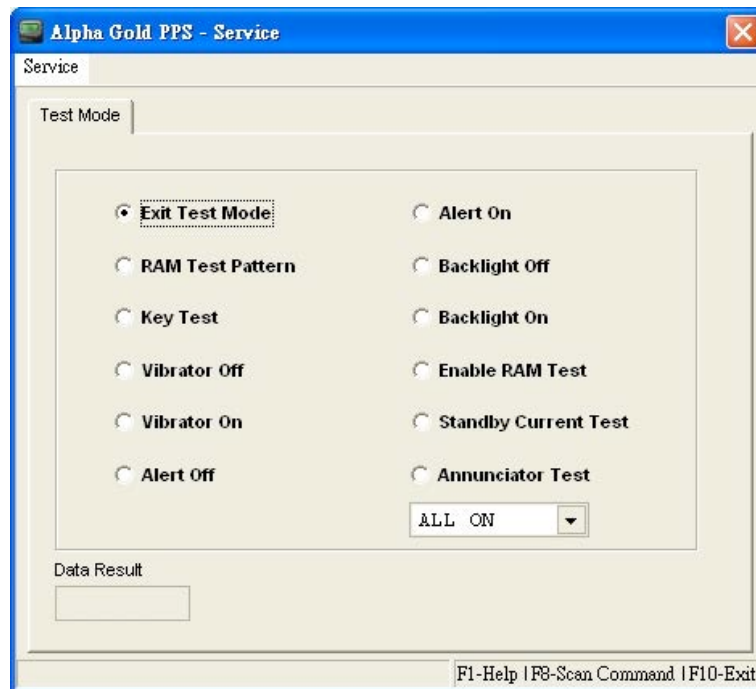 Alpha Gold PPS - Service
Service
Test Mode
Exit Test Mode
RAM Test Pattern
Key Test
Vibrator Off
Vibrator On
Alert Off
Alert On
Backlight Off
Backlight On
Enable RAM Test
Standby Current Test
Annunciator Test
ALL ON
Data Result
F1-Help | F8-Scan Command | F10-Exit